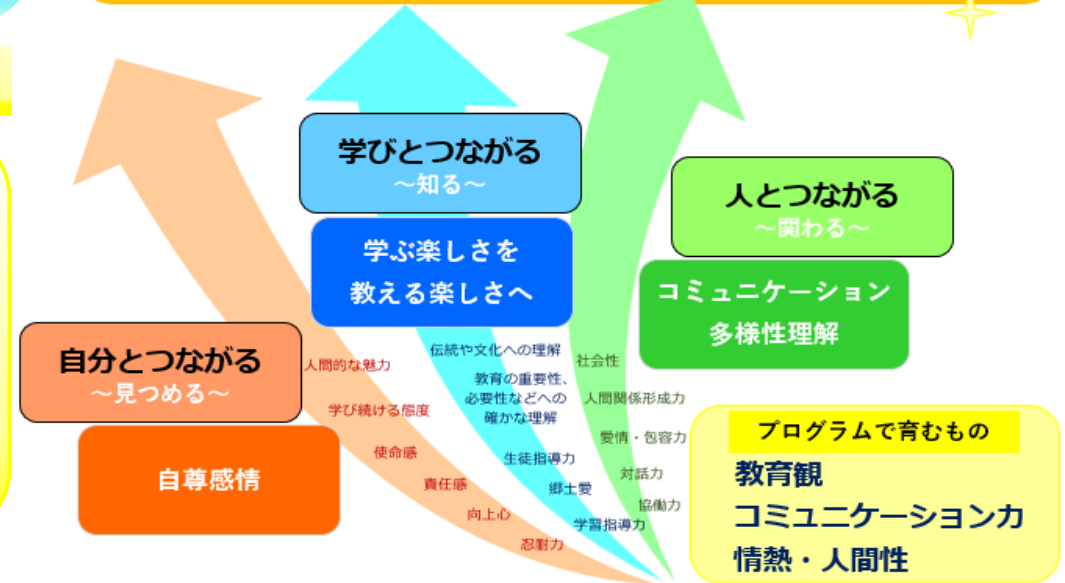 学びとつながる
～知る～
学ぶ楽しさを
教える楽しさへ
人とつながる
～関わる～
コミュニケーション
多様性理解
自分とつながる
～見つめる～
自尊感情
人間的な魅力
学び続ける態度
使命感
責任感
向上心
忍耐力
伝統や文化への理解
教育の重要性、
必要性などへの
確かな理解
生徒指導力
郷土愛
学習指導力
社会性
人間関係形成力
愛情・包容力
対話力
協働力
プログラムで育むもの
教育観
コミュニケーション力
情熱・人間性